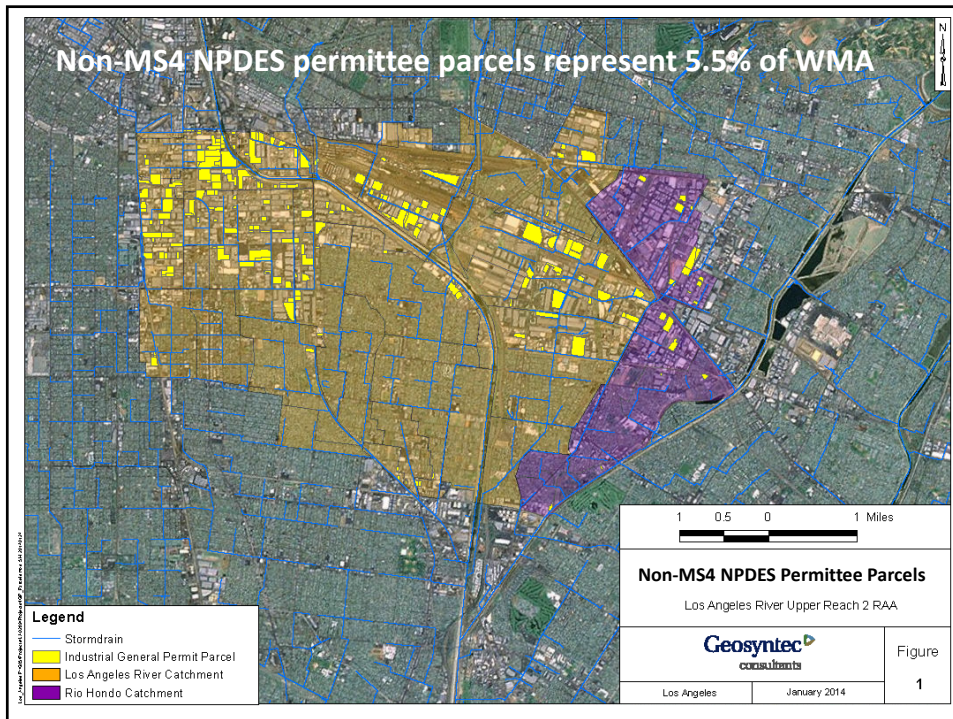 Non-MS4 NPDES permittee parcels represent 5.5% of WMA
N
1 0.5 0 1 Miles
Non-MS4 NPDES Permittee Parcels
Los Angeles River Upper Reach 2 RAA
Geosyntec
consultants
Figure
1
Los Angeles
January 2014
Legend
Stormdrain
Industrial General Permit Parcel
Los Angeles River Catchment
Rio Hondo Catchment